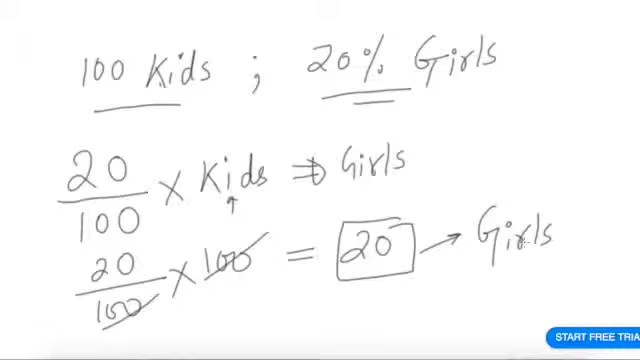 100 Kids ; 20% Girls
20/100 × Kids ⇒ Girls
20/100 × 100 = 20 → Girls
START FREE TRIA